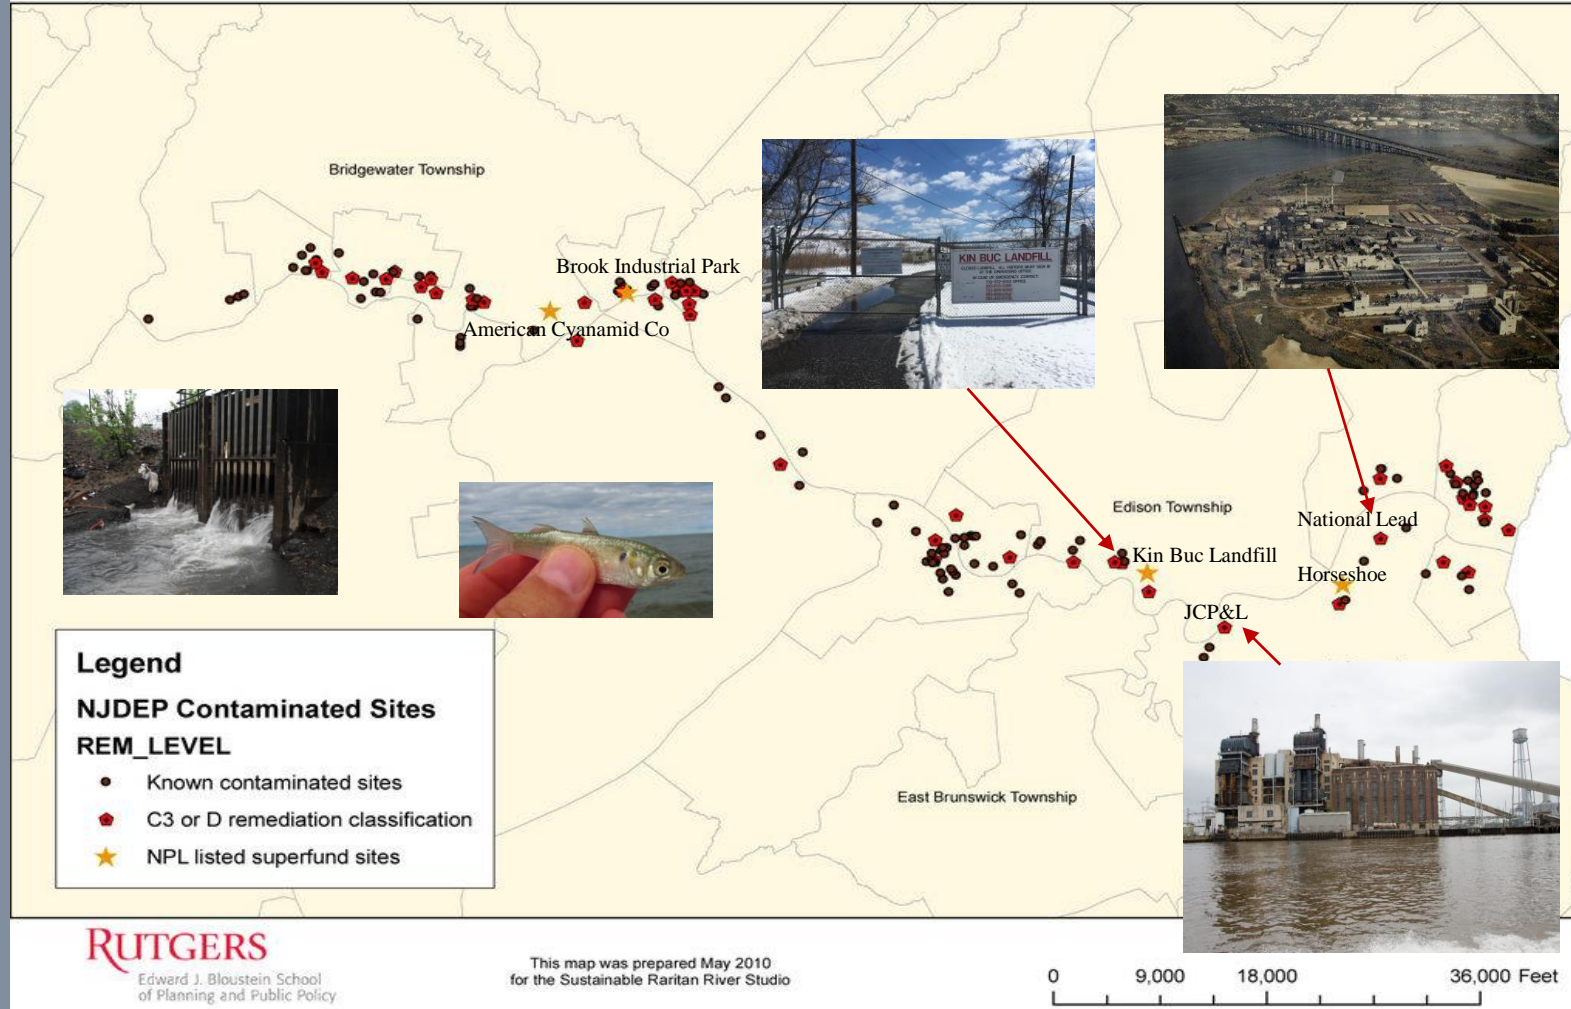 Bridgewater Township
Brook Industrial Park
American Cyanamid Co
KIN BUC LANDFILL
Edison Township
National Lead
Kin Buc Landfill
Horseshoe
JCP&L
East Brunswick Township
Legend
NJDEP Contaminated Sites
REM_LEVEL
Known contaminated sites
C3 or D remediation classification
NPL listed superfund sites
RUTGERS
Edward J. Bloustein School
of Planning and Public Policy
This map was prepared May 2010
for the Sustainable Raritan River Studio
0 9,000 18,000 36,000 Feet